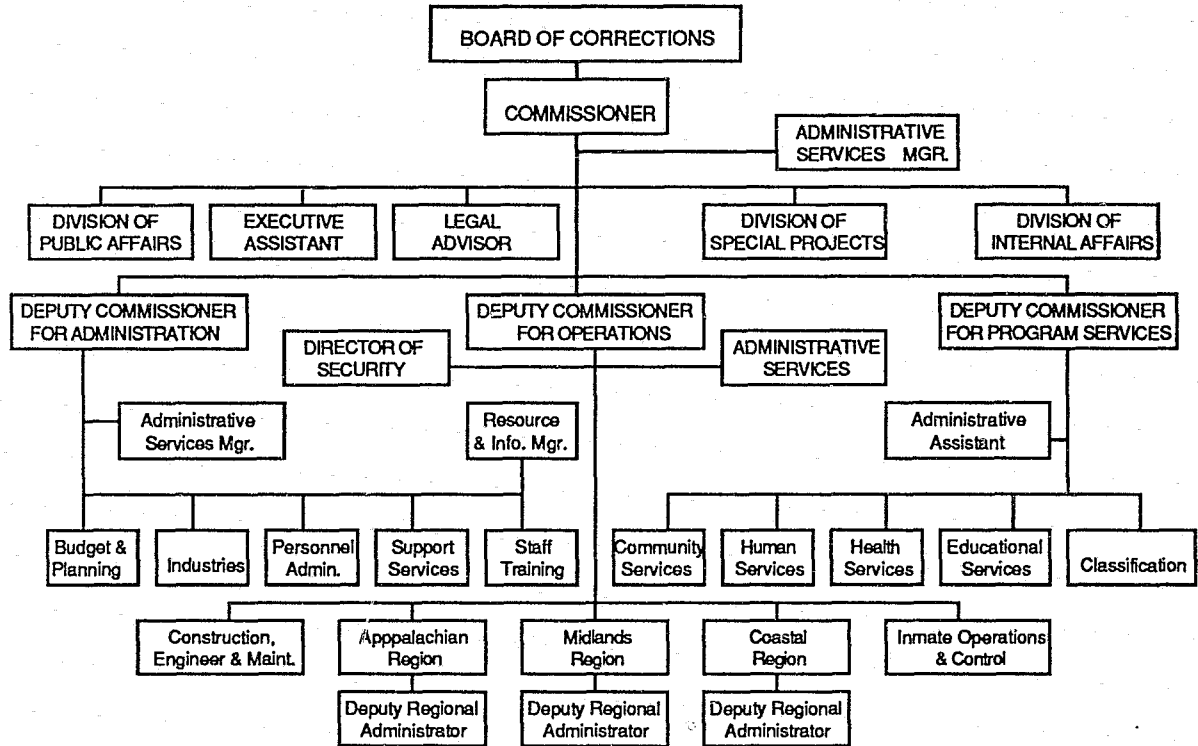 BOARD OF CORRECTIONS
COMMISSIONER
ADMINISTRATIVE
SERVICES MGR.
DIVISION OF
PUBLIC AFFAIRS
EXECUTIVE
ASSISTANT
LEGAL
ADVISOR
DIVISION OF
SPECIAL PROJECTS
DIVISION OF
INTERNAL AFFAIRS
DEPUTY COMMISSIONER
FOR ADMINISTRATION
DEPUTY COMMISSIONER
FOR OPERATIONS
DEPUTY COMMISSIONER
FOR PROGRAM SERVICES
DIRECTOR OF
SECURITY
ADMINISTRATIVE
SERVICES
Administrative
Services Mgr.
Resource
& Info. Mgr.
Administrative
Assistant
Budget &
Planning
Industries
Personnel
Admin.
Support
Services
Staff
Training
Community
Services
Human
Services
Health
Services
Educational
Services
Classification
Construction,
Engineer & Maint.
Apppalachian
Region
Midlands
Region
Coastal
Region
Inmate Operations
& Control
Deputy Regional
Administrator
Deputy Regional
Administrator
Deputy Regional
Administrator